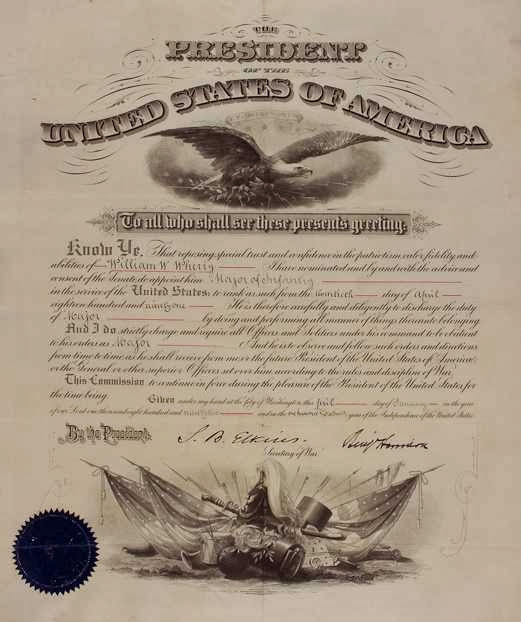 THE
PRESIDENT
OF THE
UNITED STATES OF AMERICA
To all who shall see these presents greeting:
Know Ye, That reposing special trust and confidence in the patriotism, valor, fidelity and
abilities of William W. Wherry I have nominated and by and with the advice and
consent of the Senate do appoint him Major of Infantry
in the service of the United States: to rank as such from the day of April
eighteen hundred and He is therefore carefully and diligently to discharge the duty
of Major by doing and performing all manner of things thereunto belonging.
And I do strictly charge and require all Officers and Soldiers under his command to be obedient
to his orders as Major And he is to observe and follow such orders and directions
from time to time as he shall receive from me or the future President of the United States of America
or the General or other superior Officers set over him according to the rules and discipline of War.
This Commission to continue in force during the pleasure of the President of the United States for
the time being.
Given under my hand at the City of Washington this day of January in the
year of our Lord one thousand eight hundred and and in the year of the Independence of the United States.
By the President:
S. B. Elkins
Benj Harrison
Secretary of War.